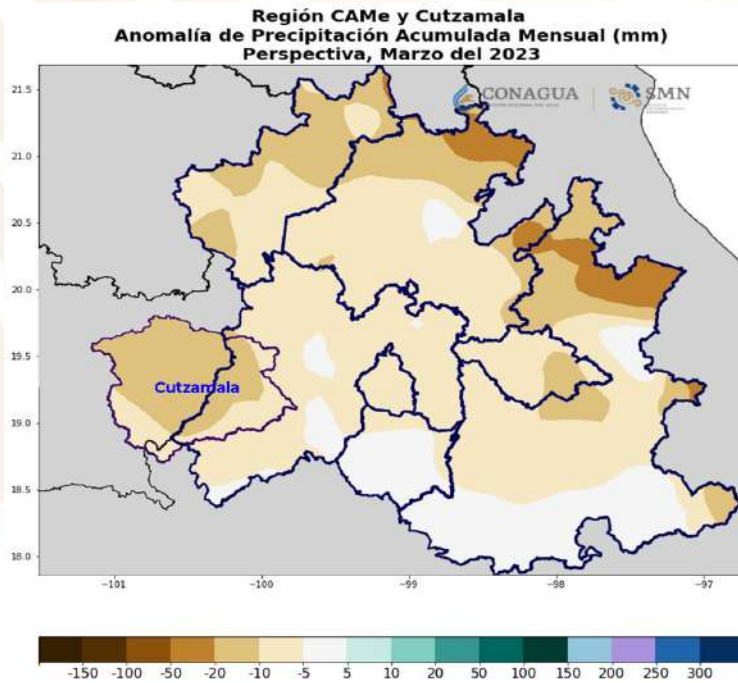 Región CAMe y Cutzamala
Anomalía de Precipitación Acumulada Mensual (mm)
Perspectiva, Marzo del 2023
CONAGUA
SMN
21.5
21.0
20.5
20.0
19.5
19.0
18.5
18.0
Cutzamala
-101 -100 -99 -98 -97
-150 -100 -50 -20 -10 -5 5 10 20 50 100 150 200 250 300